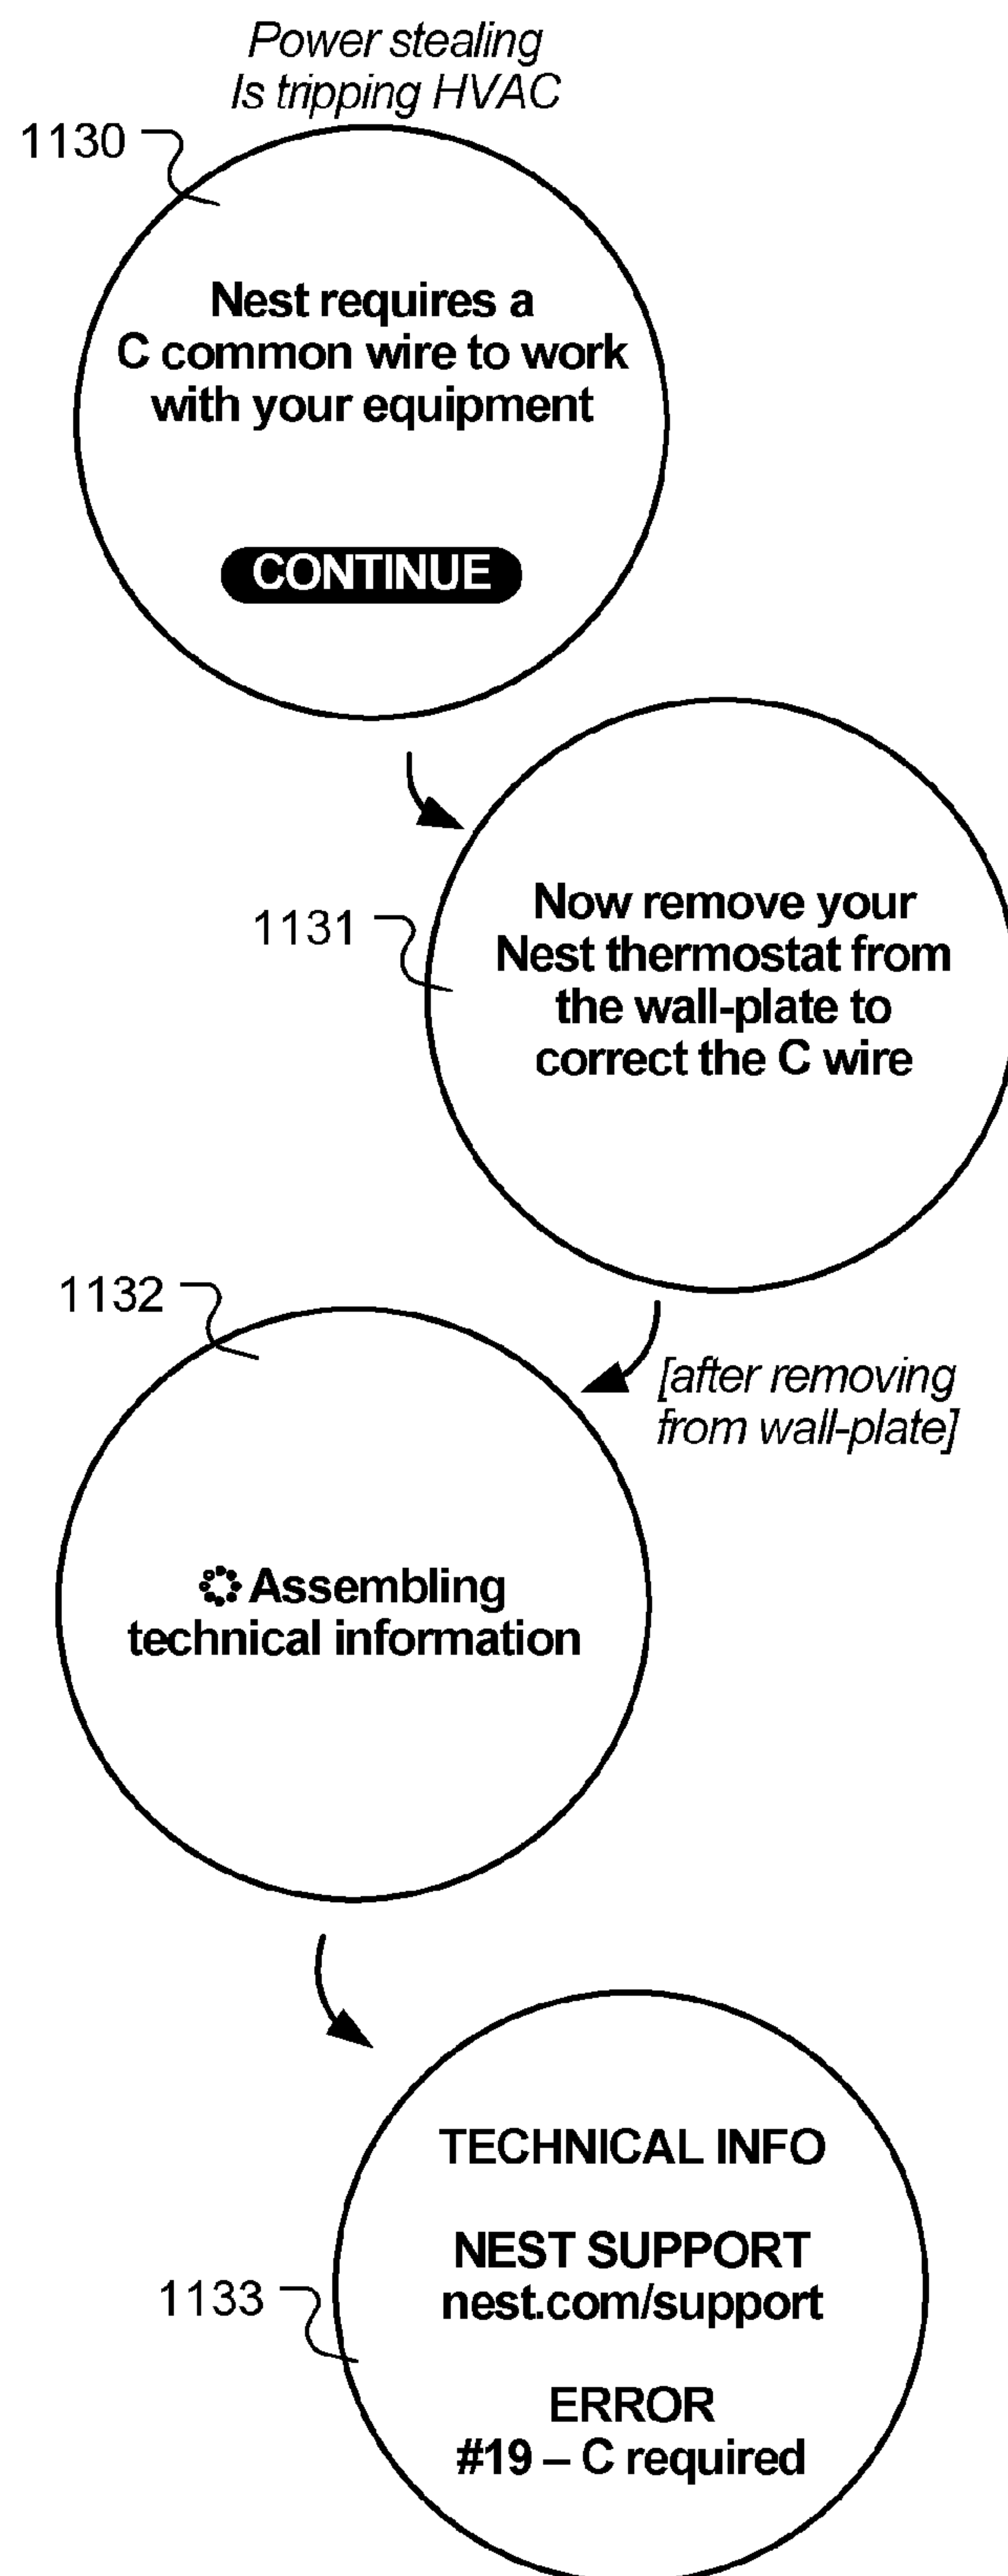 Power stealing
Is tripping HVAC
1130
Nest requires a
C common wire to work
with your equipment
CONTINUE
1131
Now remove your
Nest thermostat from
the wall-plate to
correct the C wire
1132
[after removing
from wall-plate]
Assembling
technical information
TECHNICAL INFO
NEST SUPPORT
nest.com/support
1133
ERROR
#19 – C required